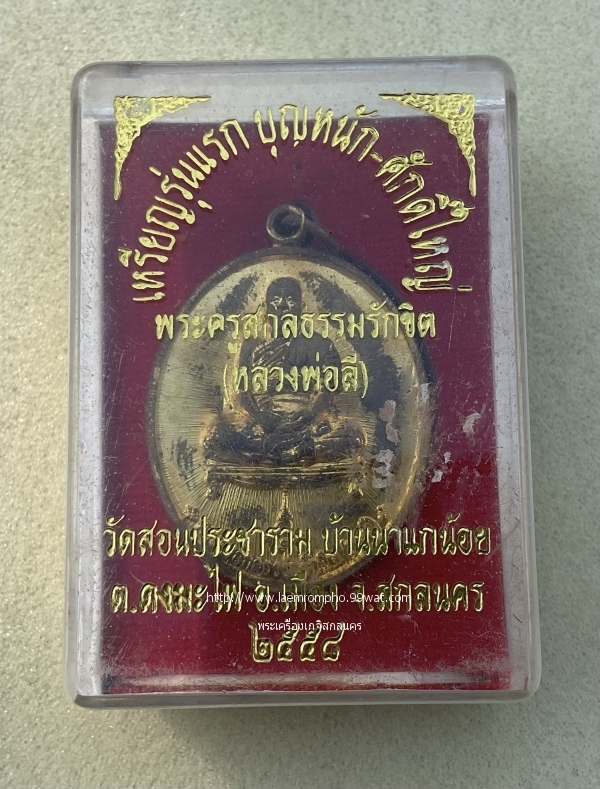 เหรียญรุ่นแรก บุญหนัก-ศักดิ์ใหญ่
พระครูสกลธรรมรักขิต
(หลวงพ่อลี)
วัดสอนประชาราม บ้านนาแกน้อย
ต.ดงมะไฟ อ.เมือง จ.สกลนคร
http://www.laemrompho.99wat.com
พระเครื่องเกจิสกลนคร
๒๕๕๘